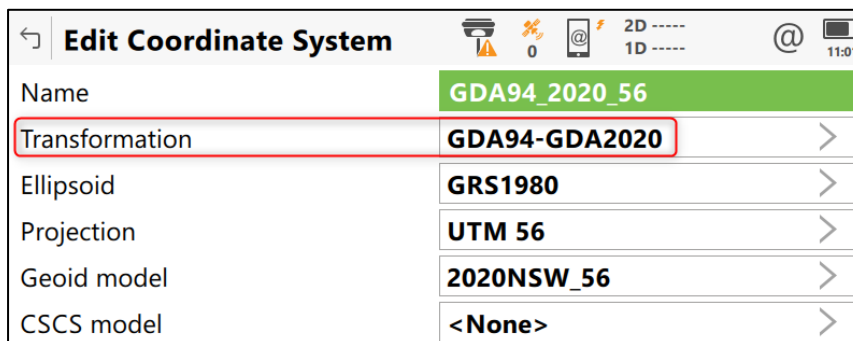 Edit Coordinate System
0
@
2D -----
1D -----
@
Name GDA94_2020_56
Transformation GDA94-GDA2020
Ellipsoid GRS1980
Projection UTM 56
Geoid model 2020NSW_56
CSCS model <None>